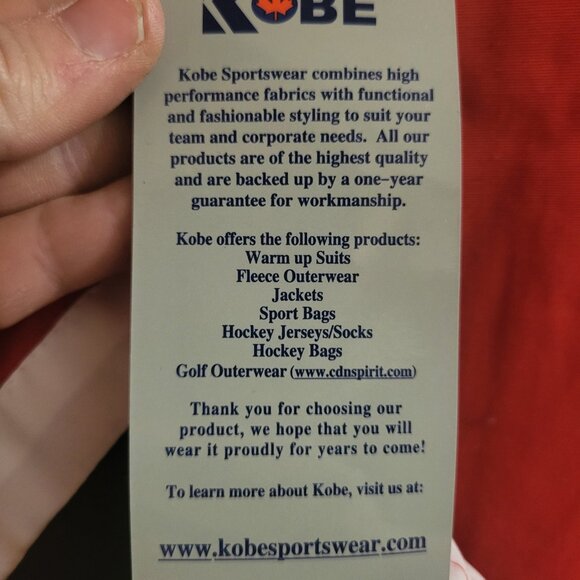 KOBE
Kobe Sportswear combines high
performance fabrics with functional
and fashionable styling to suit your
team and corporate needs. All our
products are of the highest quality
and are backed up by a one-year
guarantee for workmanship.
Kobe offers the following products:
Warm up Suits
Fleece Outerwear
Jackets
Sport Bags
Hockey Jerseys/Socks
Hockey Bags
Golf Outerwear (www.cdnspirit.com)
Thank you for choosing our
product, we hope that you will
wear it proudly for years to come!
To learn more about Kobe, visit us at:
www.kobesportswear.com